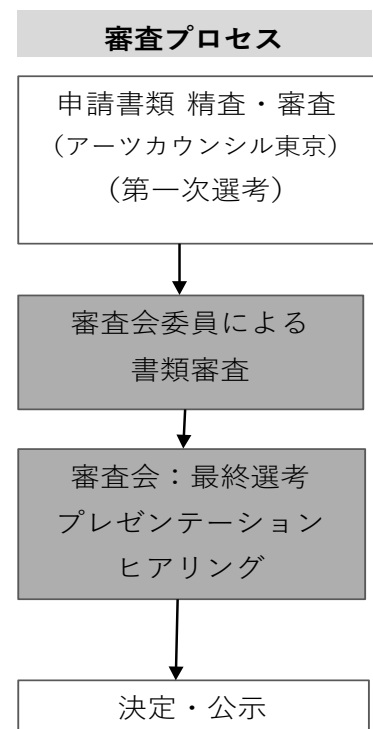 審査プロセス
申請書類 精査・審査
（アーツカウンシル東京）
（第一次選考）
審査会委員による
書類審査
審査会：最終選考
プレゼンテーション
ヒアリング
決定・公示